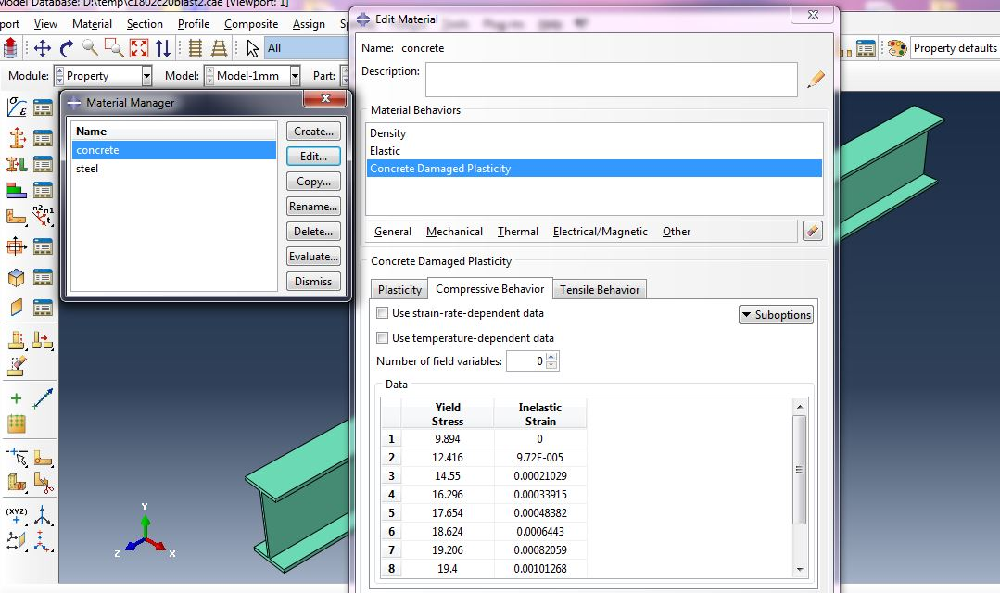 Model Database: D:\temp\c1802c20blast2.cae [Viewport: 1]
port View Material Section Profile Composite Assign
All
Property defaults
Module: Property Model: Model-1mm Part:
Material Manager
Name
concrete
steel
Create...
Edit...
Copy...
Rename...
Delete...
Evaluate...
Dismiss
Edit Material
Name: concrete
Description:
Material Behaviors
Density
Elastic
Concrete Damaged Plasticity
General Mechanical Thermal Electrical/Magnetic Other
Concrete Damaged Plasticity
Plasticity Compressive Behavior Tensile Behavior
Use strain-rate-dependent data
Suboptions
Use temperature-dependent data
Number of field variables: 0
Data
Yield Stress Inelastic Strain
1 9.894 0
2 12.416 9.72E-005
3 14.55 0.00021029
4 16.296 0.00033915
5 17.654 0.00048382
6 18.624 0.0006443
7 19.206 0.00082059
8 19.4 0.00101268
(XYZ)
Y
Z X